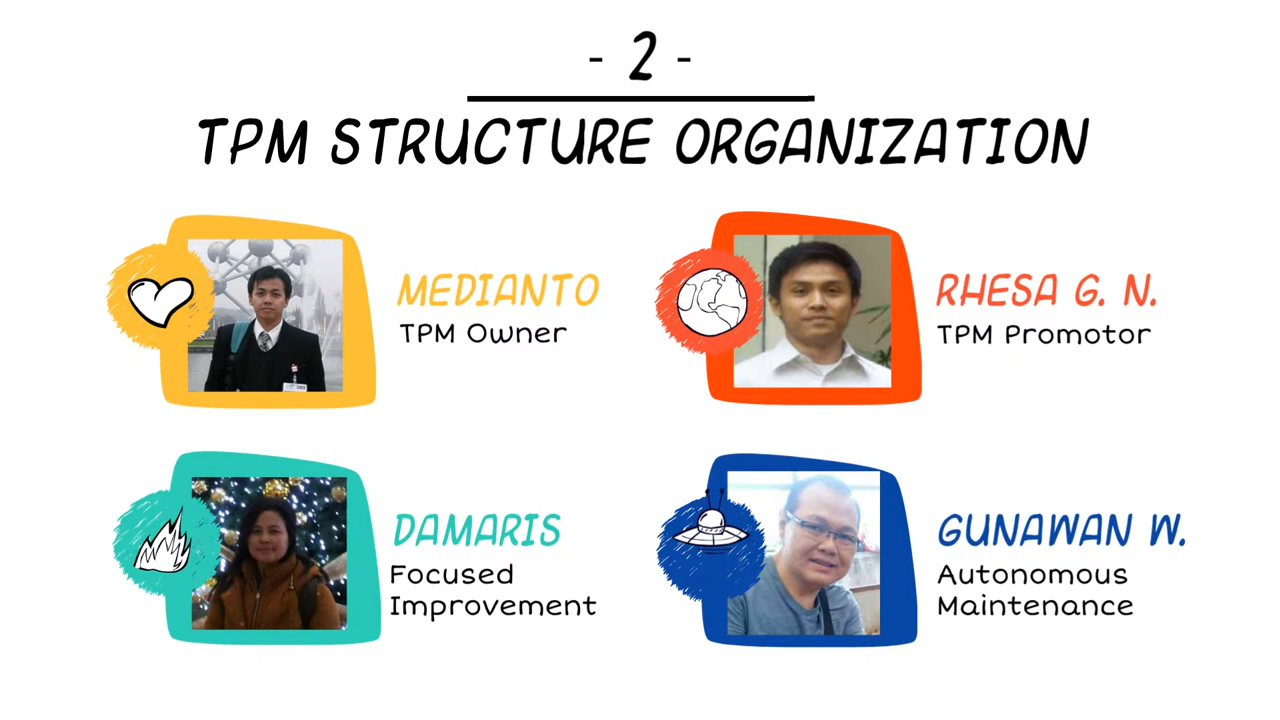 - 2 -
TPM STRUCTURE ORGANIZATION
MEDIANTO
TPM Owner
RHESA G. N.
TPM Promotor
DAMARIS
Focused
Improvement
GUNAWAN W.
Autonomous
Maintenance